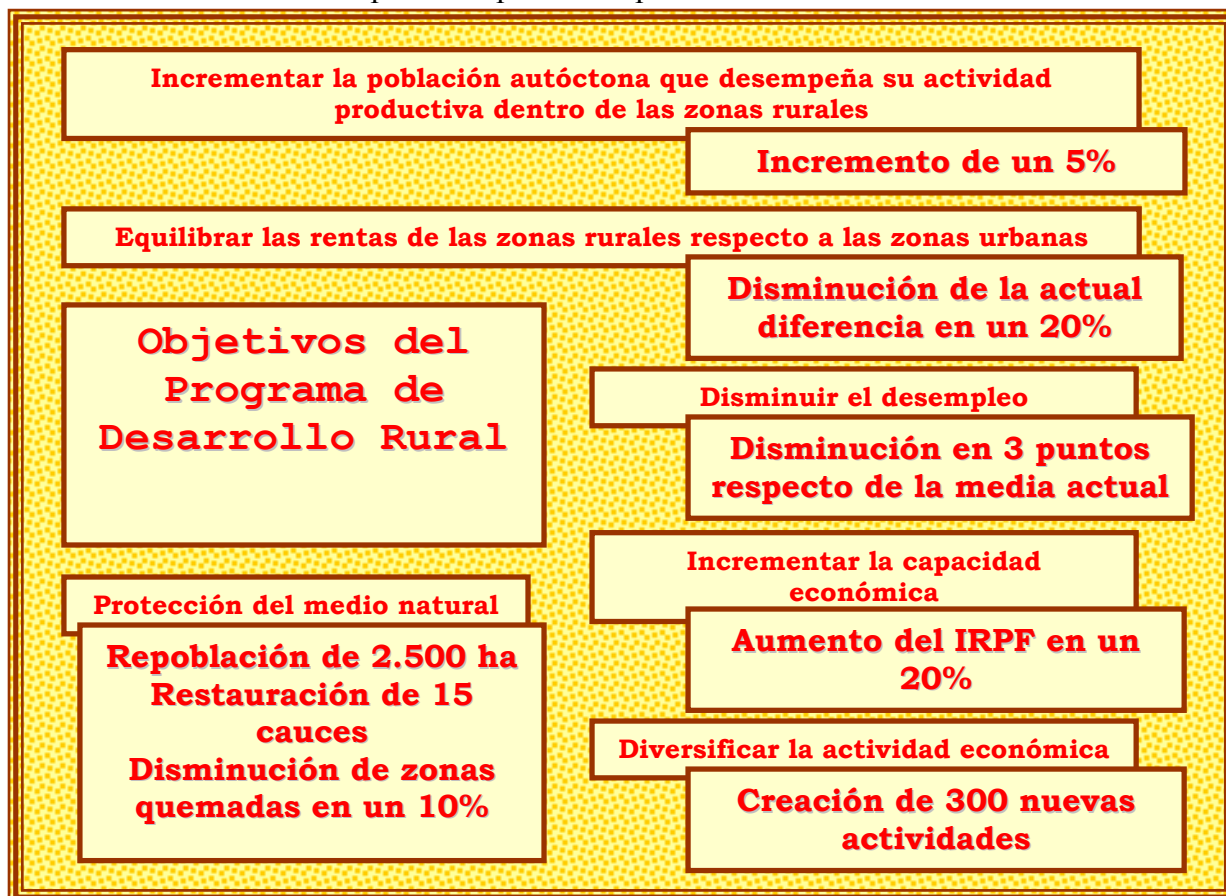 Incrementar la población autóctona que desempeña su actividad
productiva dentro de las zonas rurales
Incremento de un 5%
Equilibrar las rentas de las zonas rurales respecto a las zonas urbanas
Disminución de la actual
diferencia en un 20%
Objetivos del
Programa de
Desarrollo Rural
Disminuir el desempleo
Disminución en 3 puntos
respecto de la media actual
Incrementar la capacidad
económica
Aumento del IRPF en un
20%
Protección del medio natural
Repoblación de 2.500 ha
Restauración de 15
cauces
Disminución de zonas
quemadas en un 10%
Diversificar la actividad económica
Creación de 300 nuevas
actividades